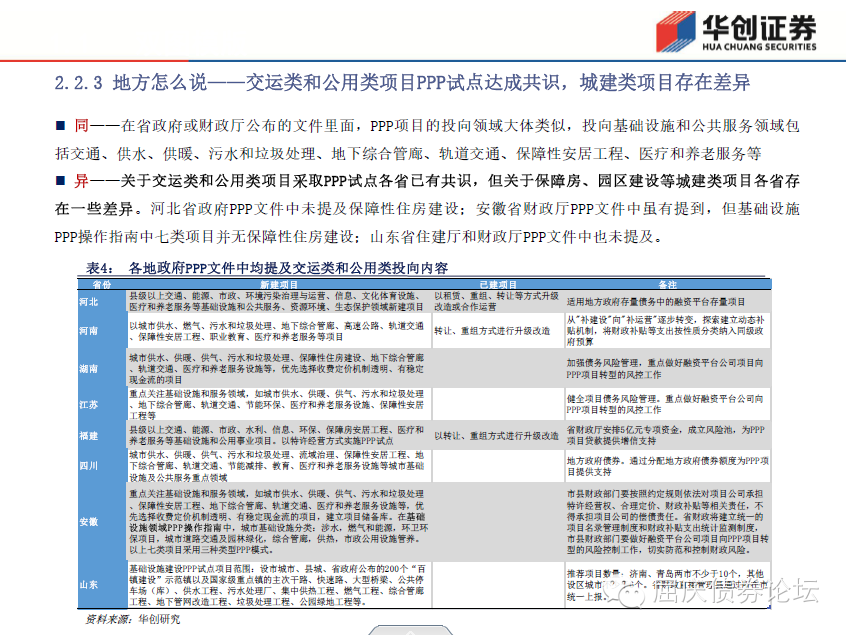 华创证券
HUA CHUANG SECURITIES
2.2.3 地方怎么说——交运类和公用类项目PPP试点达成共识，城建类项目存在差异
■ 同——在省政府或财政厅公布的文件里面，PPP项目的投向领域大体类似，投向基础设施和公共服务领域包
括交通、供水、供暖、污水和垃圾处理、地下综合管廊、轨道交通、保障性安居工程、医疗和养老服务等
■ 异——关于交运类和公用类项目采取PPP试点各省已有共识，但关于保障房、园区建设等城建类项目各省存
在一些差异。河北省政府PPP文件中未提及保障性住房建设；安徽省财政厅PPP文件中虽有提到，但基础设施
PPP操作指南中七类项目并无保障性住房建设；山东省住建厅和财政厅PPP文件中也未提及。
表4： 各地政府PPP文件中均提及交运类和公用类投向内容
省份 新建项目 已建项目 备注
河北
县级以上交通、能源、市政、环境污染治理与运营、信息、文化体育设施、
医疗和养老服务等基础设施和公共服务、资源环境、生态保护领域新建项目
以租赁、重组、转让等方式升级
改造或合作运营
适用地方政府存量债务中的融资平台存量项目
河南
以城市供水、燃气、污水和垃圾处理、地下综合管廊、高速公路、轨道交通
、保障性安居工程、职业教育、医疗和养老服务等项目
转让、重组方式进行升级改造
从"补建设"向"补运营"逐步转变，探索建立动态补
贴机制，将财政补贴等支出按性质分类纳入同级政
府预算
湖南
城市供水、供暖、供气、污水和垃圾处理、保障性住房建设、地下综合管廊
、轨道交通、医疗和养老服务设施等，优先选择收费定价机制透明、有稳定
现金流的项目
加强债务风险管理，重点做好融资平台公司项目向
PPP项目转型的风控工作
江苏
重点关注基础设施和服务领域，如城市供水、供暖、供气、污水和垃圾处理
、地下综合管廊、轨道交通、节能环保、医疗和养老服务设施、保障性安居
工程等
健全项目债务风险管理。重点做好融资平台公司向
PPP项目转型的风控工作
福建
县级以上交通、能源、市政、水利、信息、环保、保障房安居工程、医疗和
养老服务等基础设施和公用事业项目。以特许经营方式实施PPP试点
以转让、重组方式进行升级改造
省财政厅安排5亿元专项资金，成立风险池，为PPP
项目贷款提供增信支持
四川
城市供水、供暖、供气、污水和垃圾处理、流域治理、保障性安居工程、地
下综合管廊、轨道交通、节能减排、教育、医疗和养老服务设施等城市基础
设施及公共服务重点领域
地方政府债券。通过分配地方政府债券额度为PPP项
目提供支持
安徽
重点关注基础设施和服务领域，如城市供水、供暖、供气、污水和垃圾处理
、保障性安居工程、地下综合管廊、轨道交通、医疗和养老服务设施等，优
先选择收费定价机制透明、有稳定现金流的项目，建立项目储备库。在基础
设施领域PPP操作指南中，城市基础设施分类：涉水，燃气和能源，环卫环
保项目，城市道路交通及园林绿化，综合管廊，供热，市政公用设施管养。
以上七类项目采用三种类型PPP模式。
市县财政部门要按照约定规则依法对项目公司承担
特许经营权、合理定价、财政补贴等相关责任，不
得承担项目公司的偿债责任。省财政将建立统一的
项目名录管理制度和财政补贴支出统计监测制度，
市县财政部门要做好融资平台公司项目向PPP项目转
型的风险控制工作，切实防范和控制财政风险。
山东
基础设施建设PPP试点项目范围：设市城市、县城、省政府公布的200个"百
镇建设"示范镇以及国家级重点镇的主次干路、快速路、大型桥梁、公共停
车场（库）、供水工程、污水处理厂、集中供热工程、燃气工程、综合管廊
工程、地下管网改造工程、垃圾处理工程、公园绿地工程等。
推荐项目数量：济南、青岛两市不少于10个，其他
设区城市
统一上报。
屈庆债券论坛
资料来源：华创研究